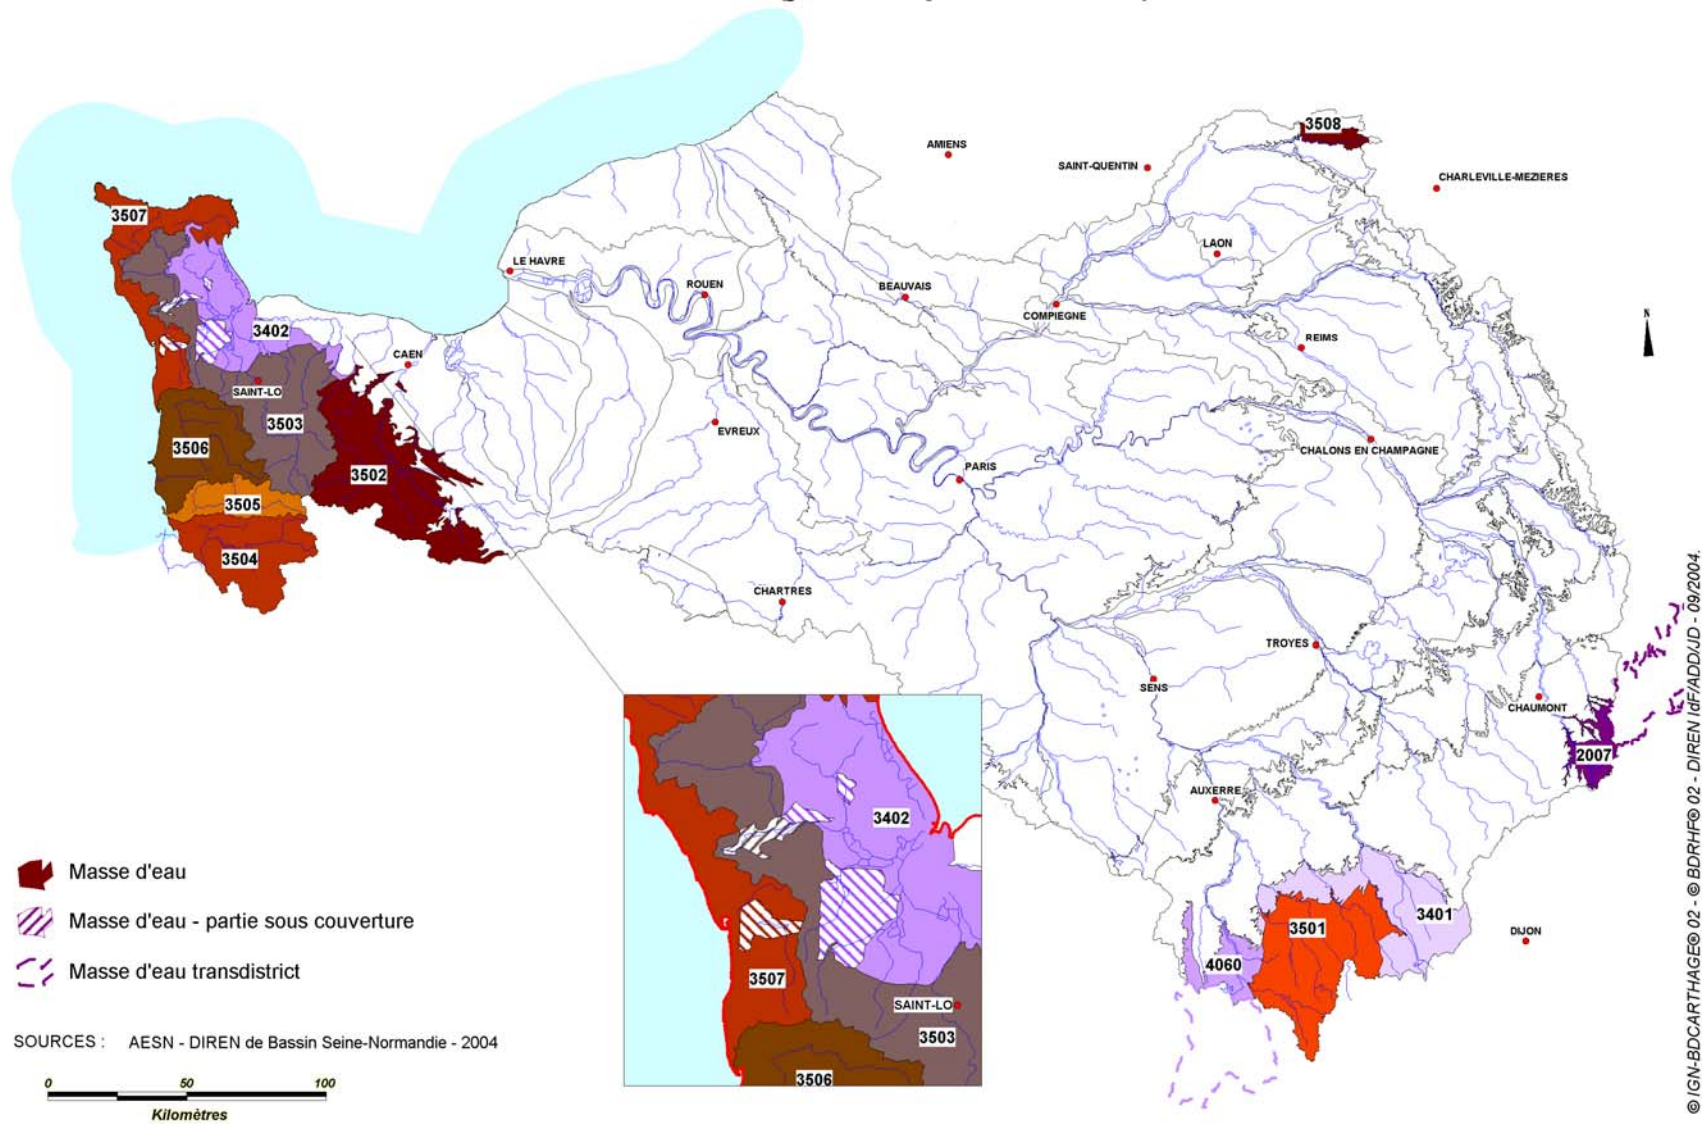 AMIENS
SAINT-QUENTIN
3508
CHARLEVILLE-MEZIERES
3507
LAON
LE HAVRE
ROUEN
BEAUVAIS
COMPIEGNE
N
3402
REIMS
CAEN
SAINT-LO
3503
EVREUX
3506
CHALONS EN CHAMPAGNE
3502
PARIS
3505
3504
CHARTRES
TROYES
SENS
CHAUMONT
2007
AUXERRE
3402
3401
3501
DIJON
4060
3507
SAINT-LO
3503
3506
Masse d'eau
Masse d'eau - partie sous couverture
Masse d'eau transdistrict
SOURCES : AESN - DIREN de Bassin Seine-Normandie - 2004
0 50 100
Kilomètres
© IGN-BDCARTHAGE® 02 - © BDRHF® 02 - DIREN IdF/ADD/JD - 09/2004.